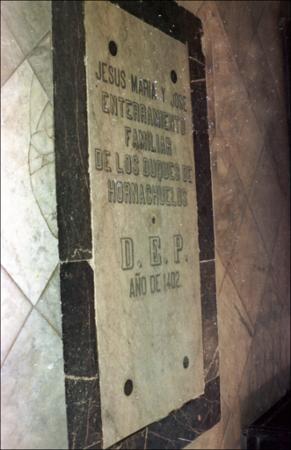 JESUS MARIA Y JOSE
ENTERRAMIENTO
FAMILIAR
DE LOS DUQUES DE
HORNACHUELOS
D. E. P.
AÑO DE 1402